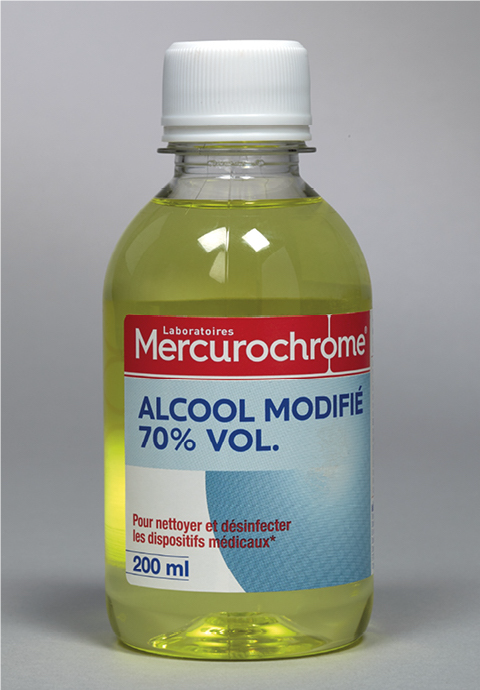 Laboratoires
Mercurochrome®
ALCOOL MODIFIÉ
70% VOL.
Pour nettoyer et désinfecter
les dispositifs médicaux*
200 ml